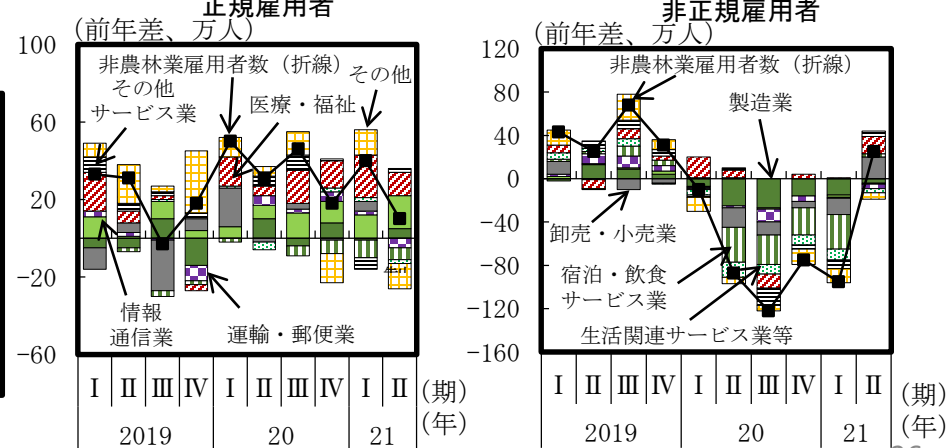 正規雇用者
(前年差、万人)
100
60
20
−20
−60
非農林業雇用者数(折線)
その他
サービス業
その他
医療・福祉
情報
通信業
運輸・郵便業
Ⅰ Ⅱ Ⅲ Ⅳ Ⅰ Ⅱ Ⅲ Ⅳ Ⅰ Ⅱ (期)
2019 20 21 (年)
非正規雇用者
(前年差、万人)
120
80
40
0
−40
−80
−120
−160
非農林業雇用者数(折線)
製造業
卸売・小売業
宿泊・飲食
サービス業
生活関連サービス業等
Ⅰ Ⅱ Ⅲ Ⅳ Ⅰ Ⅱ Ⅲ Ⅳ Ⅰ Ⅱ (期)
2019 20 21 (年)